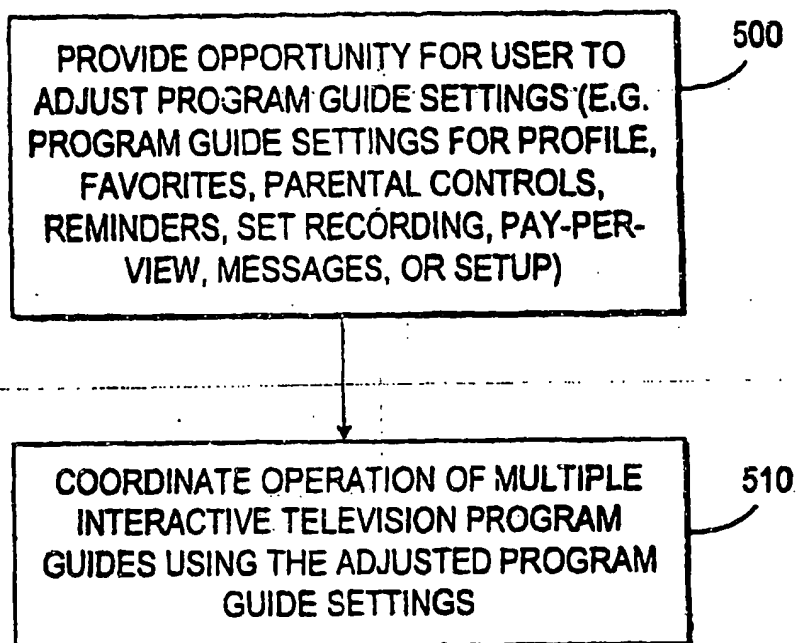 PROVIDE OPPORTUNITY FOR USER TO
500
ADJUST PROGRAM GUIDE SETTINGS (E.G.
PROGRAM GUIDE SETTINGS FOR PROFILE,
FAVORITES, PARENTAL CONTROLS,
REMINDERS, SET RECORDING, PAY-PER-
VIEW, MESSAGES, OR SETUP)
COORDINATE OPERATION OF MULTIPLE
510
INTERACTIVE TELEVISION PROGRAM
GUIDES USING THE ADJUSTED PROGRAM
GUIDE SETTINGS